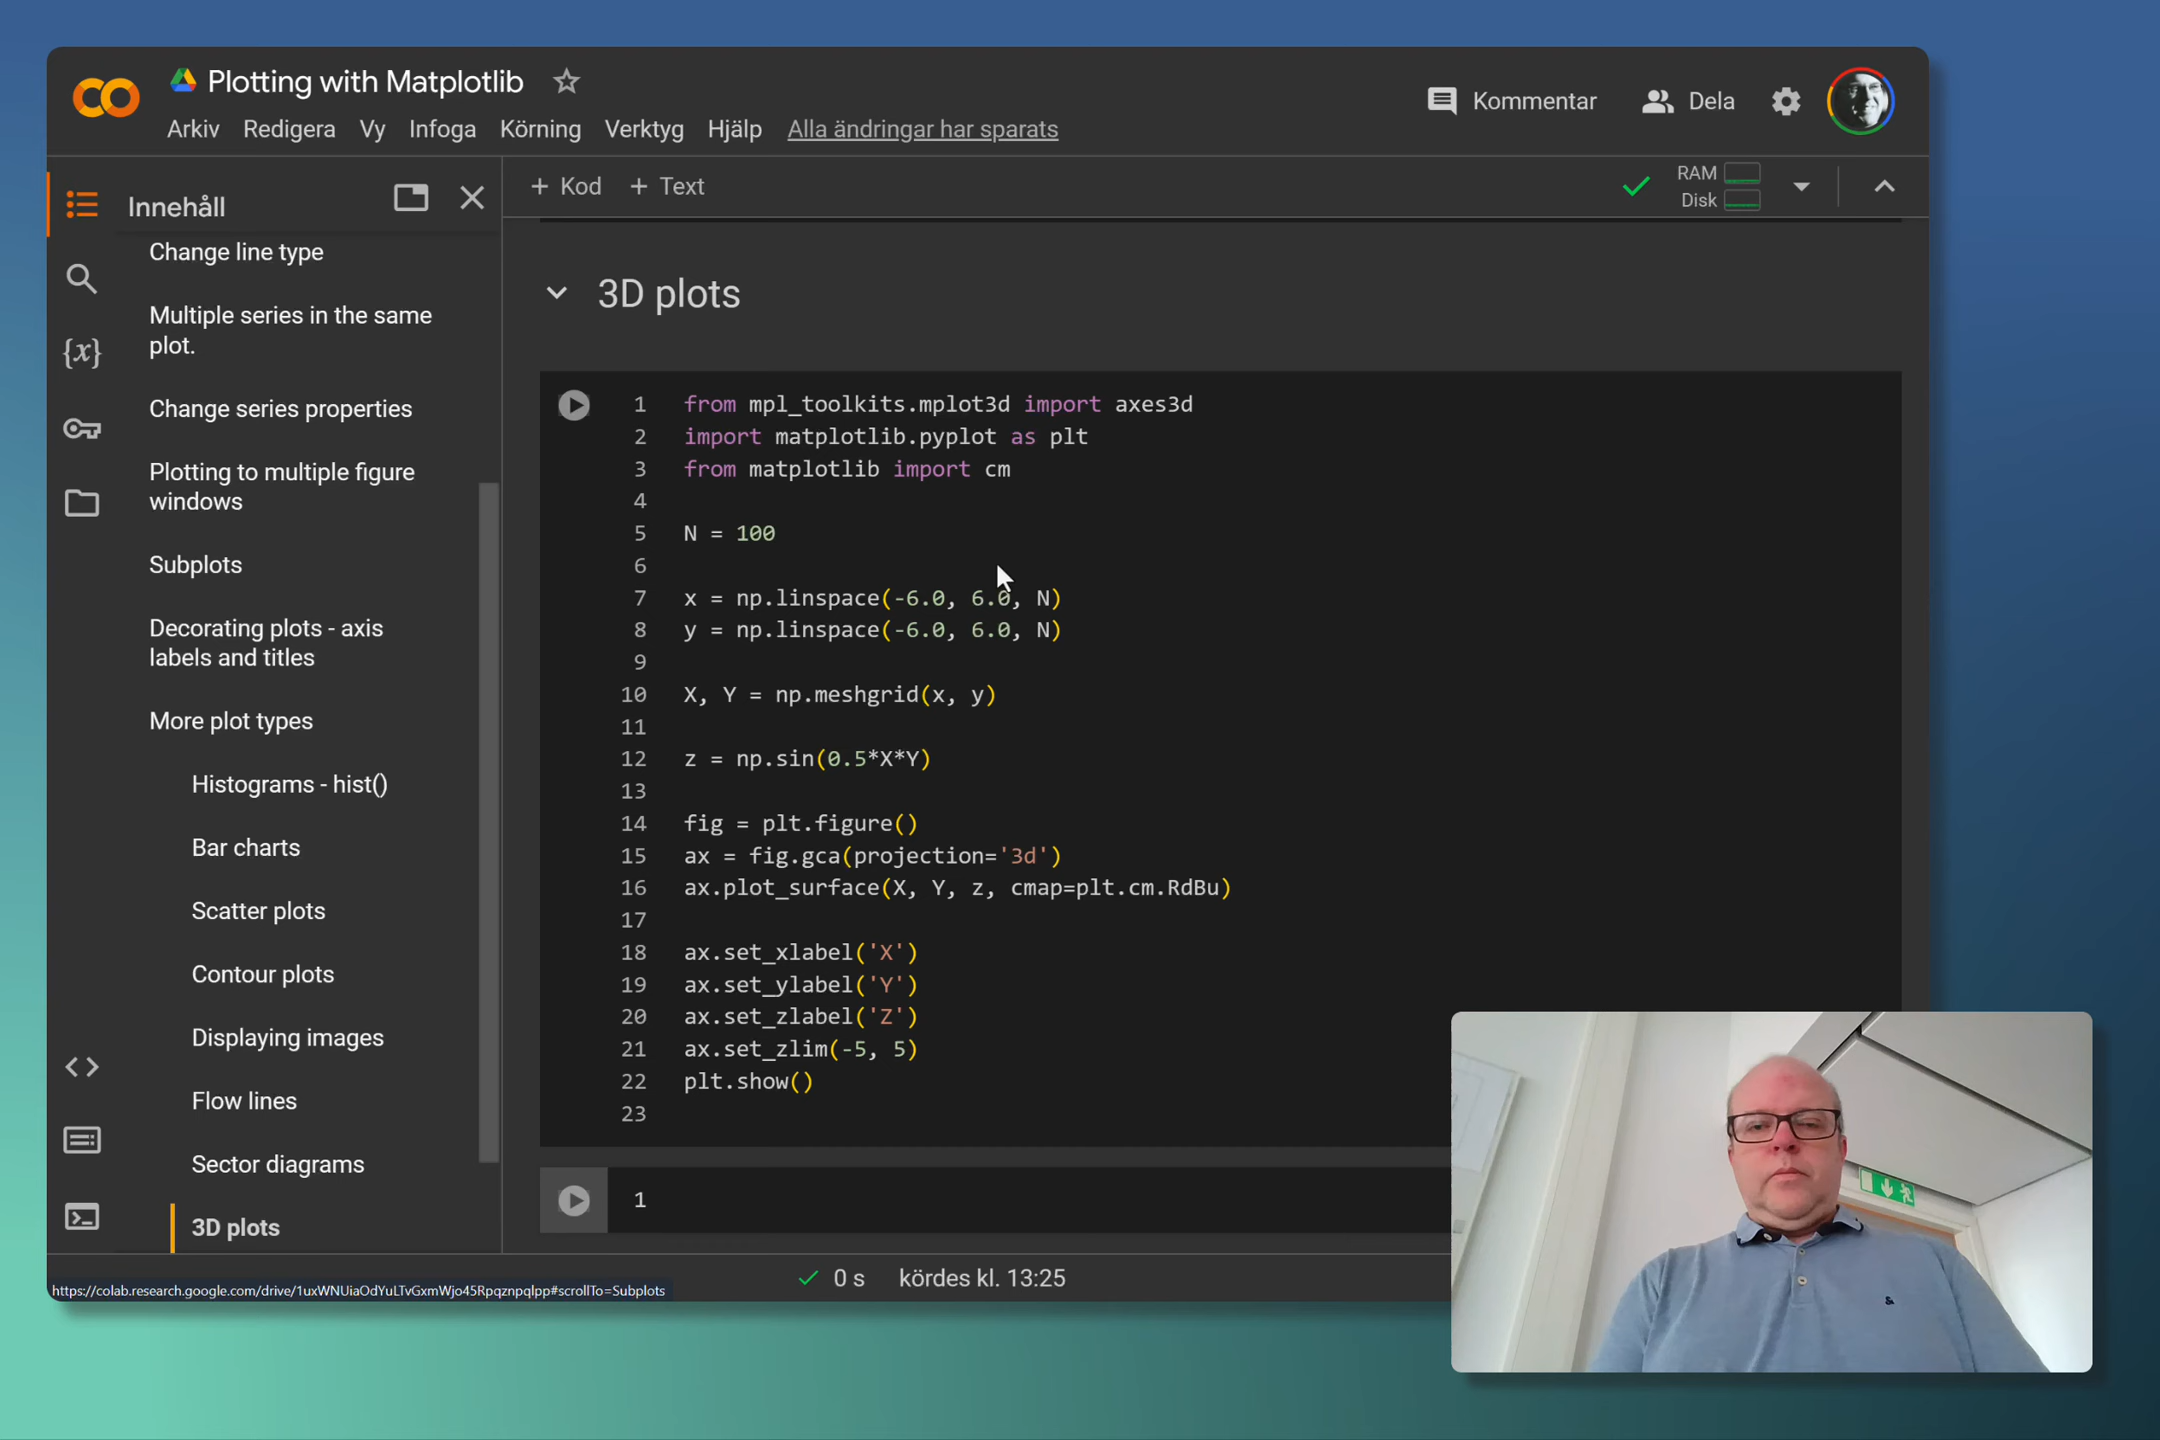 Plotting with Matplotlib
Arkiv Redigera Vy Infoga Körning Verktyg Hjälp Alla ändringar har sparats
Kommentar Dela
Innehåll
+ Kod + Text
RAM
Disk
Change line type
Multiple series in the same
plot.
Change series properties
Plotting to multiple figure
windows
Subplots
Decorating plots - axis
labels and titles
More plot types
Histograms - hist()
Bar charts
Scatter plots
Contour plots
Displaying images
Flow lines
Sector diagrams
3D plots
{x}
3D plots
1 from mpl_toolkits.mplot3d import axes3d
2 import matplotlib.pyplot as plt
3 from matplotlib import cm
4
5 N = 100
6
7 x = np.linspace(-6.0, 6.0, N)
8 y = np.linspace(-6.0, 6.0, N)
9
10 X, Y = np.meshgrid(x, y)
11
12 z = np.sin(0.5*X*Y)
13
14 fig = plt.figure()
15 ax = fig.gca(projection='3d')
16 ax.plot_surface(X, Y, z, cmap=plt.cm.RdBu)
17
18 ax.set_xlabel('X')
19 ax.set_ylabel('Y')
20 ax.set_zlabel('Z')
21 ax.set_zlim(-5, 5)
22 plt.show()
23
1
0 s kördes kl. 13:25
https://colab.research.google.com/drive/1uxWNUiaOdYuLTvGxmWjo45Rpqznpqlpp#scrollTo=Subplots